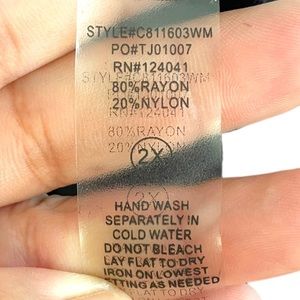 STYLE#C811603WM
PO#TJ01007
RN#124041
80%RAYON
20%NYLON
2X
HAND WASH
SEPARATELY IN
COLD WATER
DO NOT BLEACH
LAY FLAT TO DRY
IRON ON LOWEST
AS NEEDED